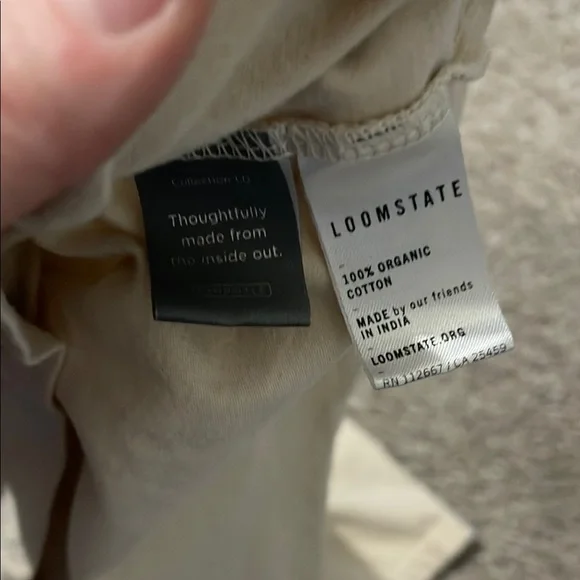 Thoughtfully
made from
the inside out.
CHIPOTLE
LOOMSTATE
100% ORGANIC
COTTON
MADE by our friends
IN INDIA
LOOMSTATE.ORG
RN 112667 / CA 25459